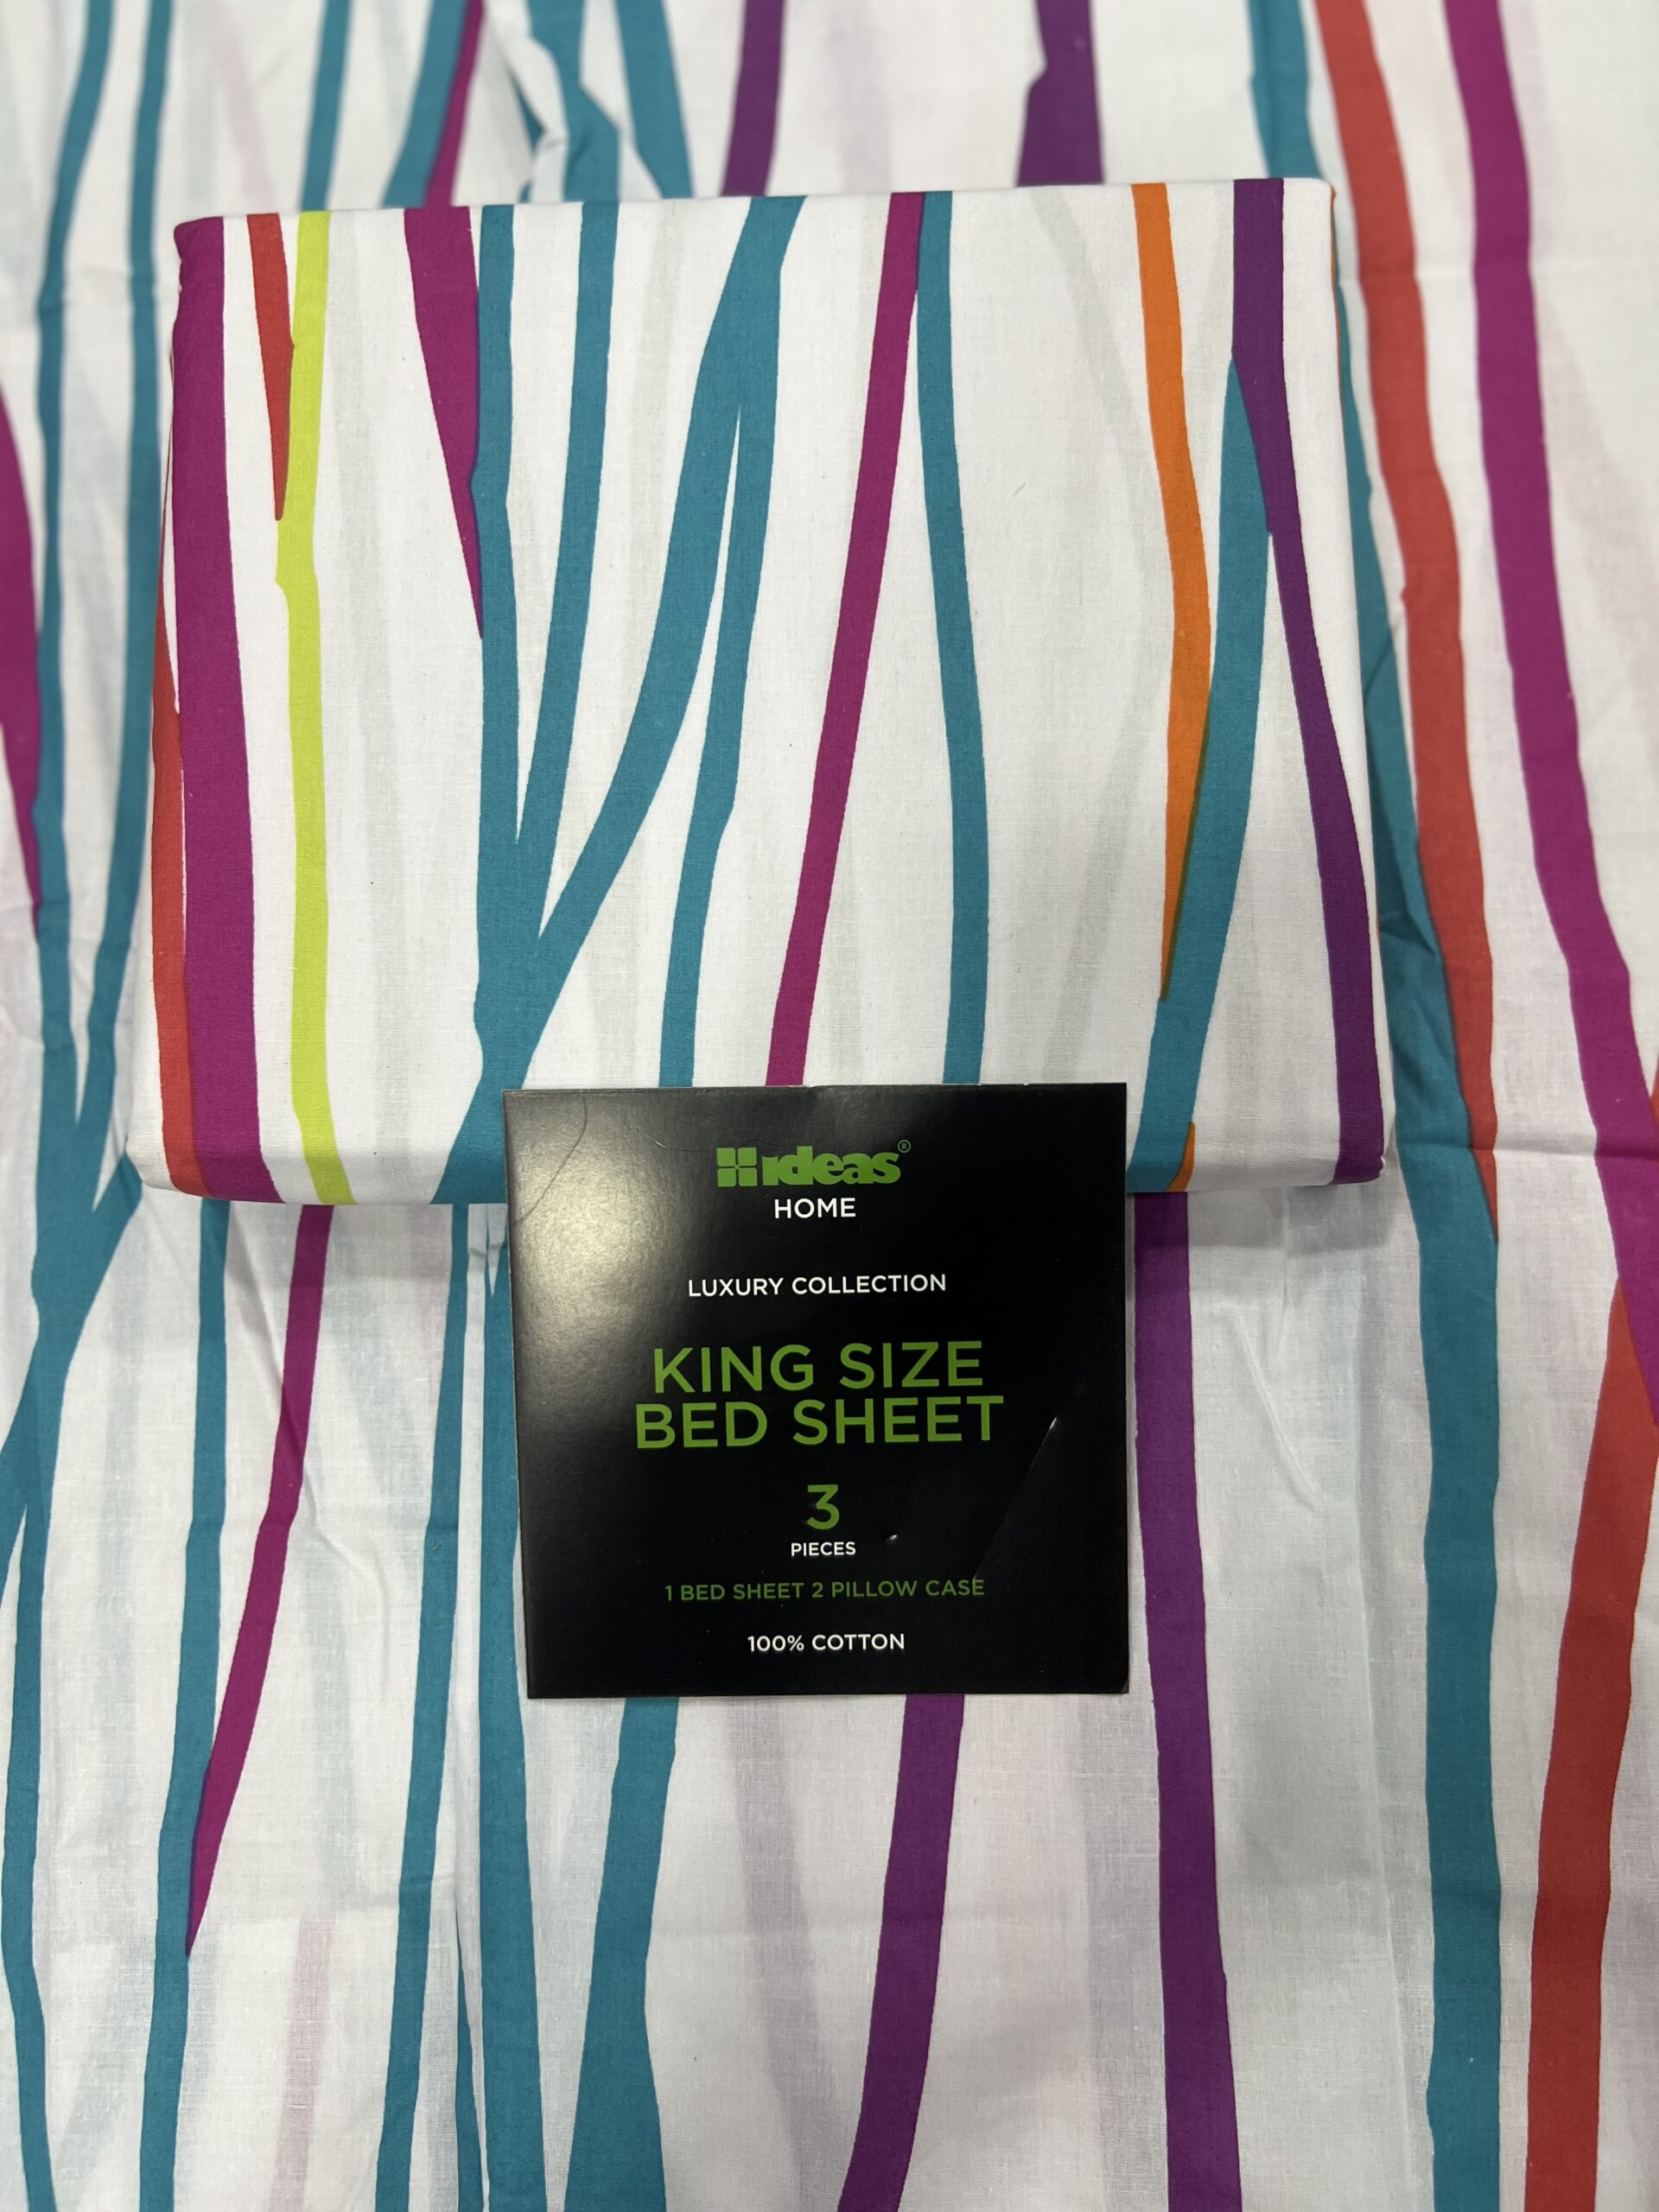 ideas®
HOME
LUXURY COLLECTION
KING SIZE
BED SHEET
3
PIECES
1 BED SHEET 2 PILLOW CASE
100% COTTON